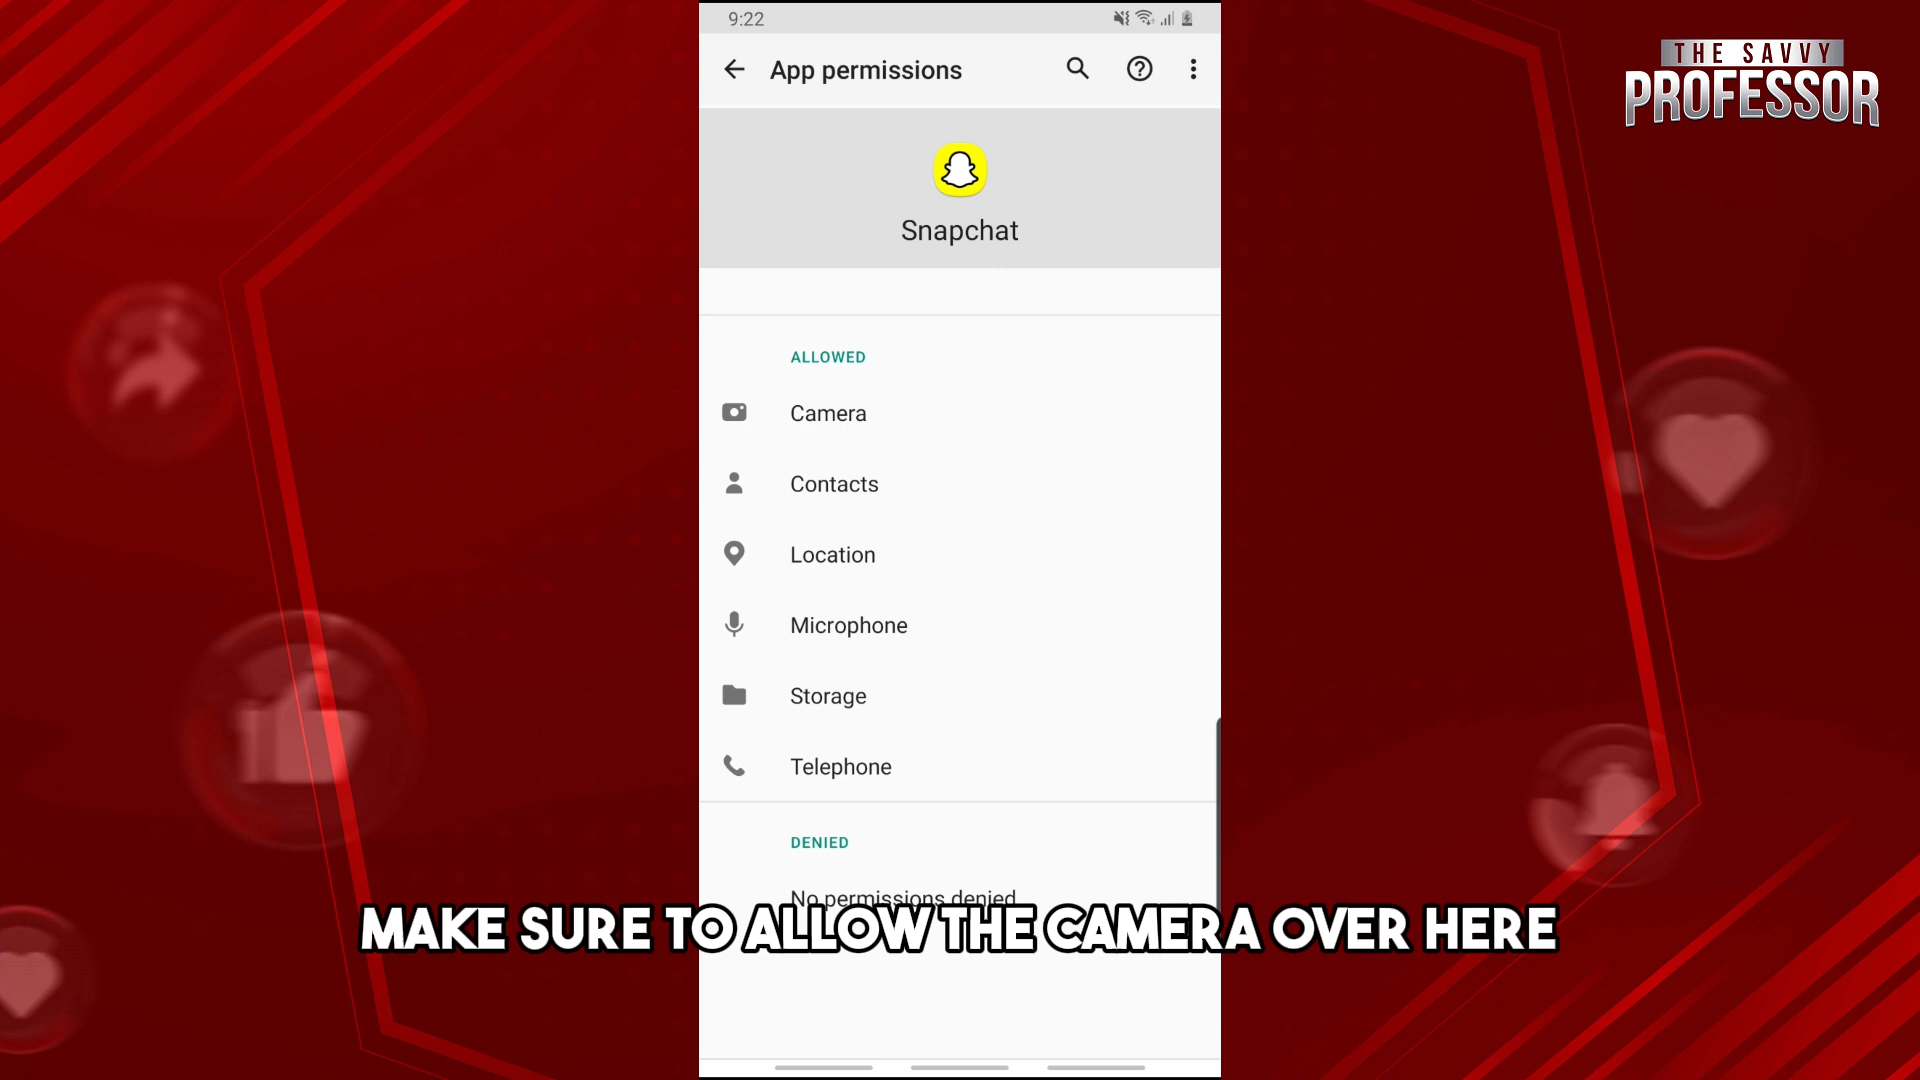 9:22
App permissions
THE SAVVY
PROFESSOR
Snapchat
ALLOWED
Camera
Contacts
Location
Microphone
Storage
Telephone
DENIED
No permissions denied
MAKE SURE TO ALLOW THE CAMERA OVER HERE